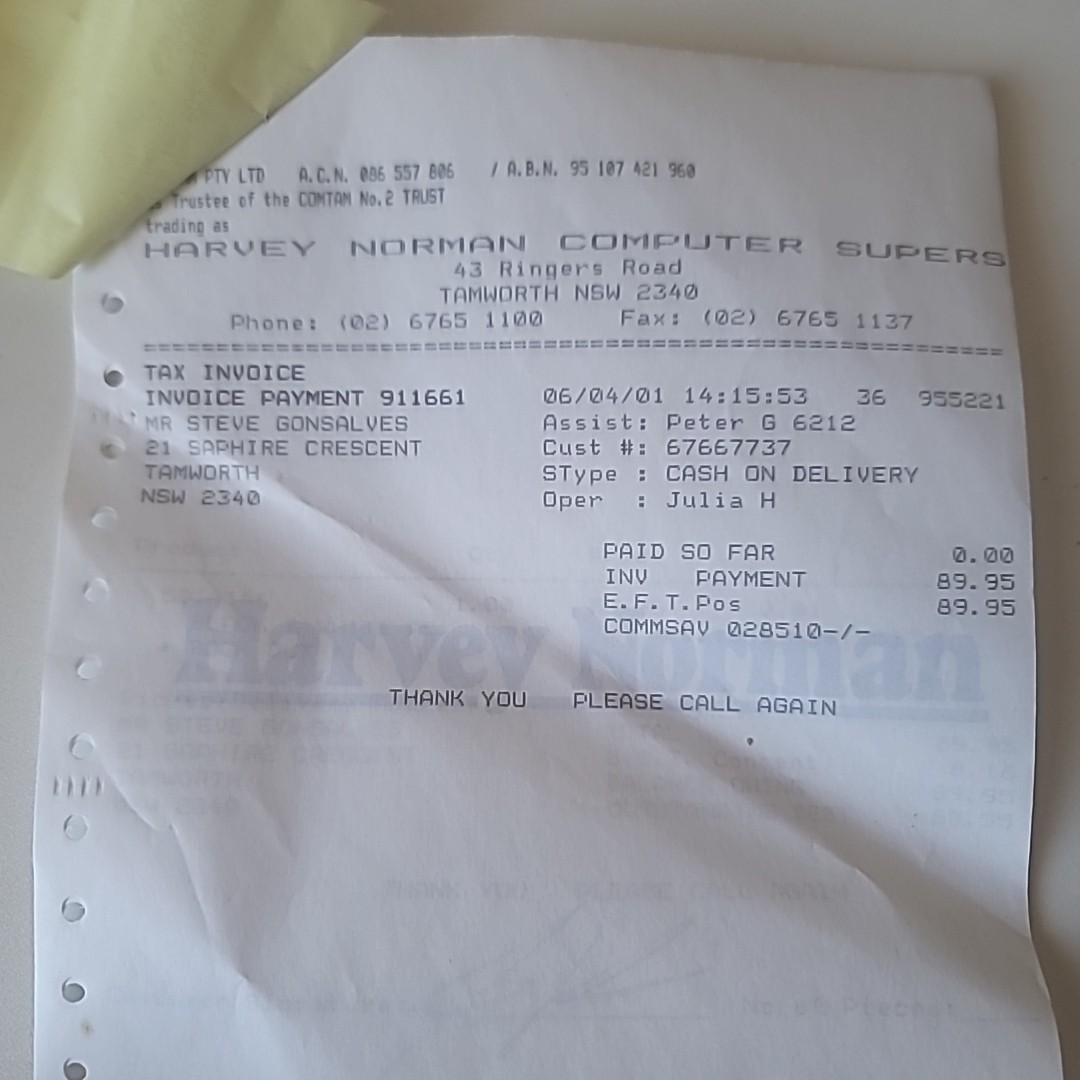 PTY LTD A.C.N. 086 557 806 / A.B.N. 95 107 421 960
Trustee of the COMTAM No.2 TRUST
trading as
HARVEY NORMAN COMPUTER SUPERS
43 Ringers Road
TAMWORTH NSW 2340
Phone: (02) 6765 1100 Fax: (02) 6765 1137
TAX INVOICE
INVOICE PAYMENT 911661 06/04/01 14:15:53 36 955221
MR STEVE GONSALVES Assist: Peter G 6212
21 SAPHIRE CRESCENT Cust #: 67667737
TAMWORTH SType : CASH ON DELIVERY
NSW 2340 Oper : Julia H
PAID SO FAR 0.00
INV PAYMENT 89.95
E.F.T.Pos 89.95
COMMSAV 028510-/-
Harvey Norman
THANK YOU PLEASE CALL AGAIN